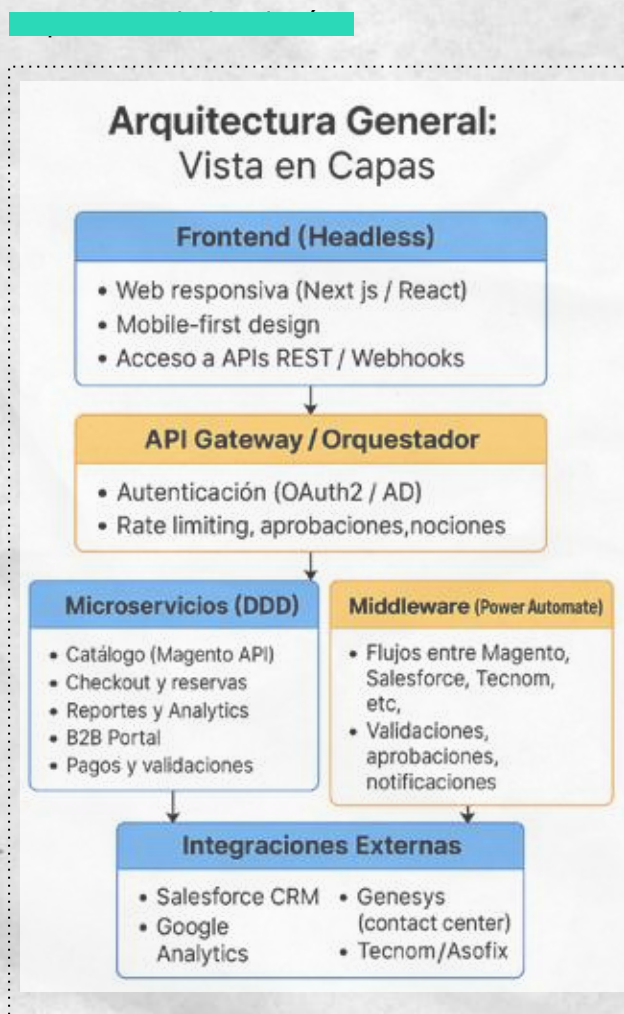 Arquitectura General:
Vista en Capas
Frontend (Headless)
• Web responsiva (Next js / React)
• Mobile-first design
• Acceso a APIs REST / Webhooks
API Gateway / Orquestador
• Autenticación (OAuth2 / AD)
• Rate limiting, aprobaciones,nociones
Microservicios (DDD)
• Catálogo (Magento API)
• Checkout y reservas
• Reportes y Analytics
• B2B Portal
• Pagos y validaciones
Middleware (Power Automate)
• Flujos entre Magento,
Salesforce, Tecnom,
etc,
• Validaciones,
aprobaciones,
notificaciones
Integraciones Externas
• Salesforce CRM
• Google
Analytics
• Genesys
(contact center)
• Tecnom/Asofix